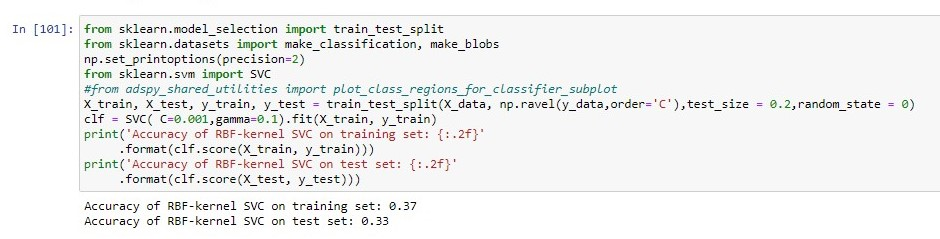 In [101]: from sklearn.model_selection import train_test_split
from sklearn.datasets import make_classification, make_blobs
np.set_printoptions(precision=2)
from sklearn.svm import SVC
#from adspy_shared_utilities import plot_class_regions_for_classifier_subplot
X_train, X_test, y_train, y_test = train_test_split(X_data, np.ravel(y_data,order='C'),test_size = 0.2,random_state = 0)
clf = SVC( C=0.001,gamma=0.1).fit(X_train, y_train)
print('Accuracy of RBF-kernel SVC on training set: {:.2f}'
     .format(clf.score(X_train, y_train)))
print('Accuracy of RBF-kernel SVC on test set: {:.2f}'
     .format(clf.score(X_test, y_test)))
Accuracy of RBF-kernel SVC on training set: 0.37
Accuracy of RBF-kernel SVC on test set: 0.33